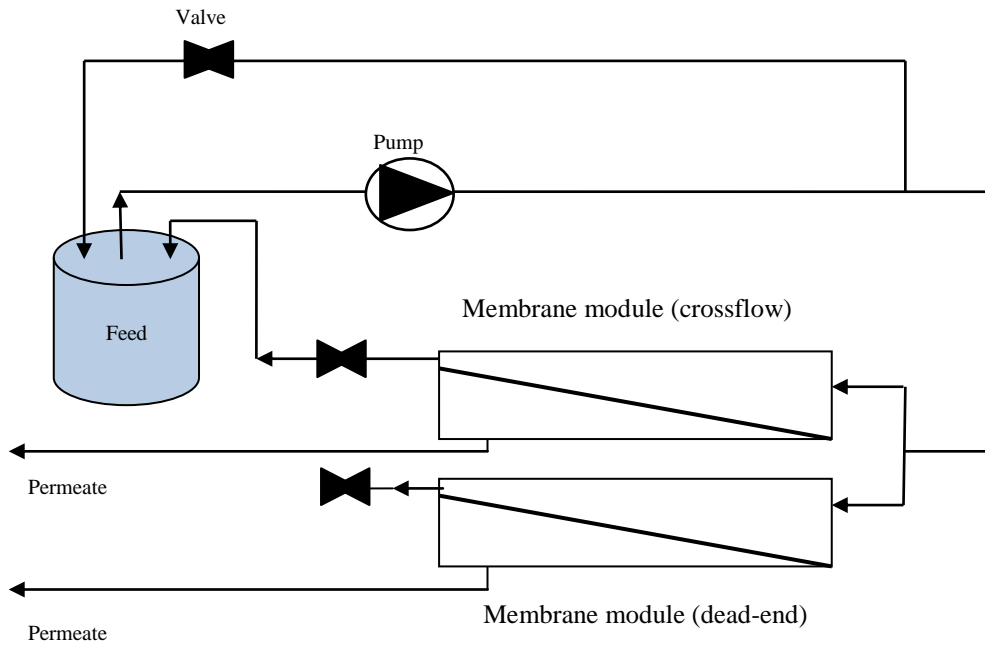 Valve
Pump
Feed
Membrane module (crossflow)
Permeate
Membrane module (dead-end)
Permeate